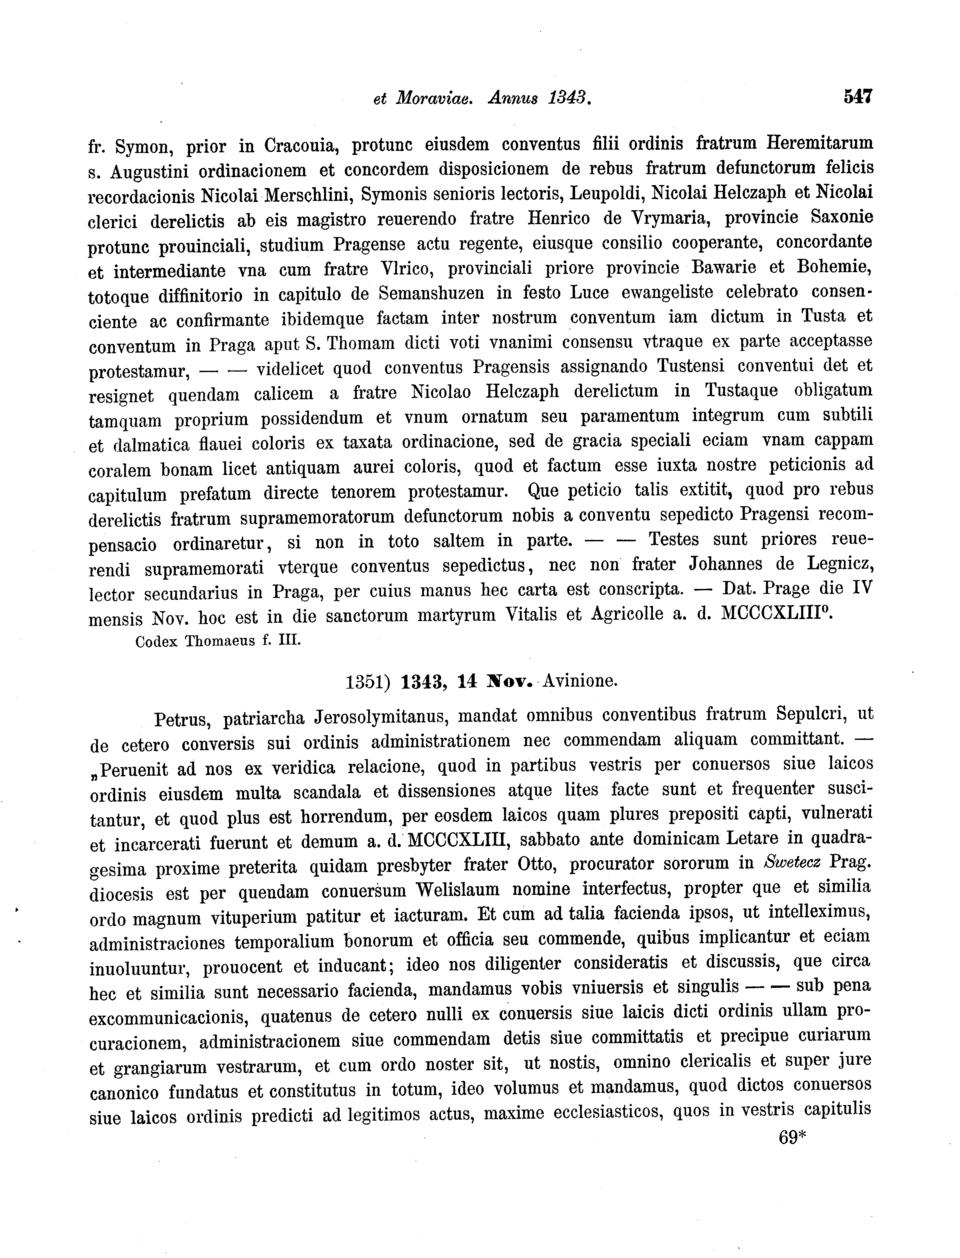 et Moraviae. Annus 1343. 547
fr. Symon, prior in Cracouia, protunc eiusdem conventus filii ordinis fratrum Heremitarum
s. Augustini ordinacionem et concordem disposicionem de rebus fratrum defunctorum felicis
recordacionis Nicolai Merschlini, Symonis senioris lectoris, Leupoldi, Nicolai Helczaph et Nicolai
clerici derelictis ab eis magistro reuerendo fratre Henrico de Vrymaria, provincie Saxonie
protunc prouinciali, studium Pragense actu regente, eiusque consilio cooperante, concordante
et intermediante vna cum fratre Vlrico, provinciali priore provincie Bawarie et Bohemie,
totoque diffinitorio in capitulo de Semanshuzen in festo Luce ewangeliste celebrato consen-
ciente ac confirmante ibidemque factam inter nostrum conventum iam dictum in Tusta et
conventum in Praga aput S. Thomam dicti voti vnanimi consensu vtraque ex parte acceptasse
protestamur, — — videlicet quod conventus Pragensis assignando Tustensi conventui det et
resignet quendam calicem a fratre Nicolao Helczaph derelictum in Tustaque obligatum
tamquam proprium possidendum et vnum ornatum seu paramentum integrum cum subtili
et dalmatica flauei coloris ex taxata ordinacione, sed de gracia speciali eciam vnam cappam
coralem bonam licet antiquam aurei coloris, quod et factum esse iuxta nostre peticionis ad
capitulum prefatum directe tenorem protestamur. Que peticio talis extitit, quod pro rebus
derelictis fratrum supramemoratorum defunctorum nobis a conventu sepedicto Pragensi recom-
pensacio ordinaretur, si non in toto saltem in parte. — — Testes sunt priores reue-
rendi supramemorati vterque conventus sepedictus, nec non frater Johannes de Legnicz,
lector secundarius in Praga, per cuius manus hec carta est conscripta. — Dat. Prage die IV
mensis Nov. hoc est in die sanctorum martyrum Vitalis et Agricolle a. d. MCCCXLIIIº.
Codex Thomaeus f. III.
1351) 1343, 14 Nov. Avinione.
Petrus, patriarcha Jerosolymitanus, mandat omnibus conventibus fratrum Sepulcri, ut
de cetero conversis sui ordinis administrationem nec commendam aliquam committant. —
„Peruenit ad nos ex veridica relacione, quod in partibus vestris per conuersos siue laicos
ordinis eiusdem multa scandala et dissensiones atque lites facte sunt et frequenter susci-
tantur, et quod plus est horrendum, per eosdem laicos quam plures prepositi capti, vulnerati
et incarcerati fuerunt et demum a. d. MCCCXLIII, sabbato ante dominicam Letare in quadra-
gesima proxime preterita quidam presbyter frater Otto, procurator sororum in Swetecz Prag.
diocesis est per quendam conuersum Welislaum nomine interfectus, propter que et similia
ordo magnum vituperium patitur et iacturam. Et cum ad talia facienda ipsos, ut intelleximus,
administraciones temporalium bonorum et officia seu commende, quibus implicantur et eciam
inuoluuntur, prouocent et inducant; ideo nos diligenter consideratis et discussis, que circa
hec et similia sunt necessario facienda, mandamus vobis vniuersis et singulis — — sub pena
excommunicacionis, quatenus de cetero nulli ex conuersis siue laicis dicti ordinis ullam pro-
curacionem, administracionem siue commendam detis siue committatis et precipue curiarum
et grangiarum vestrarum, et cum ordo noster sit, ut nostis, omnino clericalis et super jure
canonico fundatus et constitutus in totum, ideo volumus et mandamus, quod dictos conuersos
siue laicos ordinis predicti ad legitimos actus, maxime ecclesiasticos, quos in vestris capitulis
69*